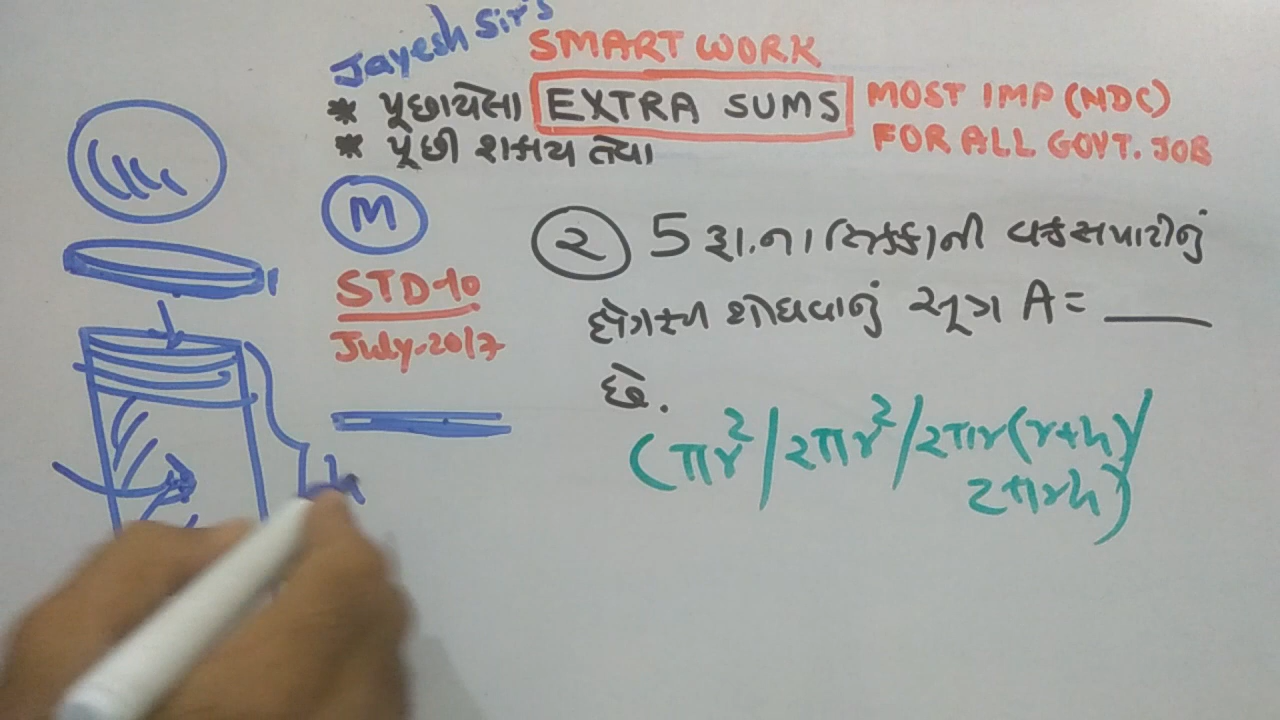 Jayesh Sir's
SMART WORK
* પૂછાયેલા EXTRA SUMS
* પૂછી શકાય તેવા
MOST IMP (MDC)
FOR ALL GOVT. JOB
M
STD-10
July-2017
૨ 5 રૂા.ના સિક્કાની વક્રસપાટીનું
ક્ષેત્રફળ શોધવાનું સૂત્ર A = ____
છે.
(πr²/2πr²/2πr(r+h)/
2πrh)
h